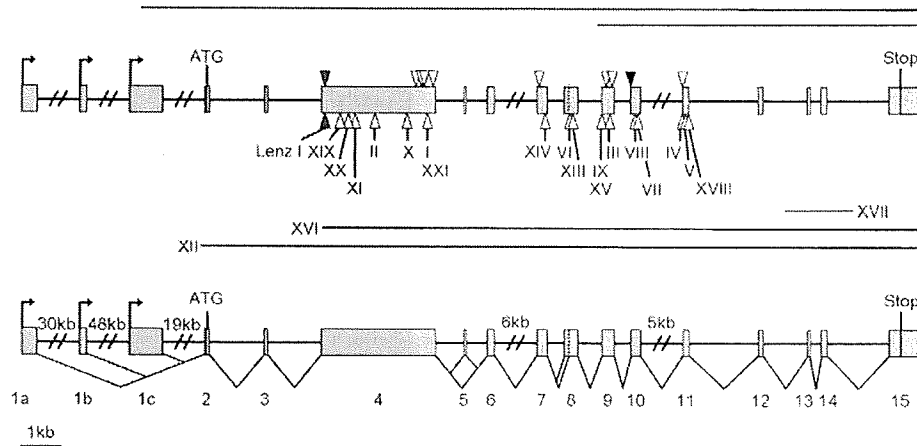 ATG Stop
Lenz I XIX II X I XIV VI III VIII IV
XX XXI XIII IX VII V XVIII
XI XV
XVII
XVI
XII
ATG Stop
30kb 48kb 19kb 6kb 5kb
1a 1b 1c 2 3 4 5 6 7 8 9 10 11 12 13 14 15
1kb